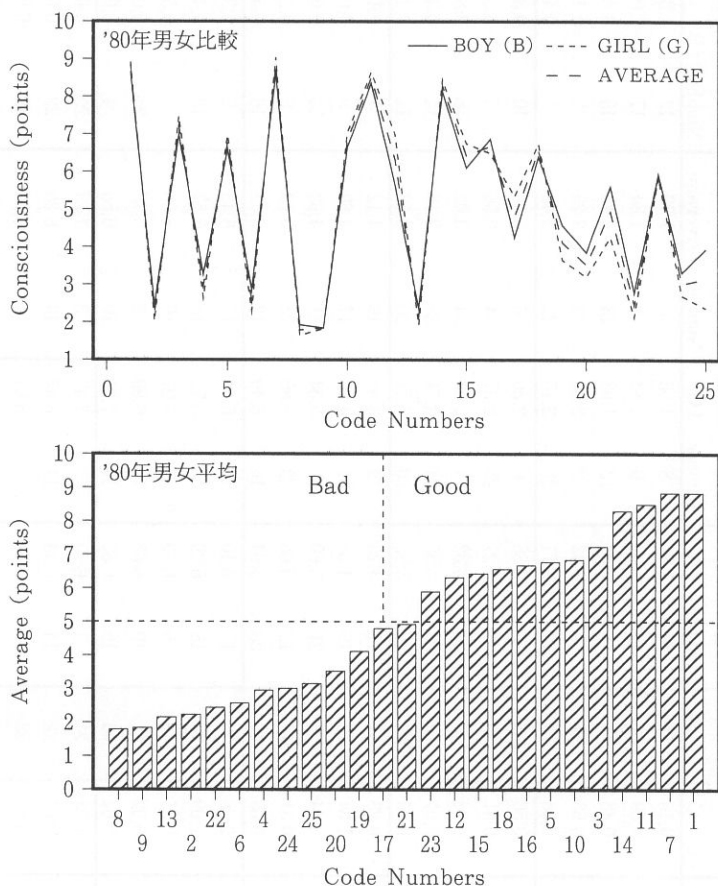 '80年男女比較
BOY (B)
GIRL (G)
AVERAGE
Consciousness (points)
10
9
8
7
6
5
4
3
2
1
0 5 10 15 20 25
Code Numbers
'80年男女平均
Bad Good
Average (points)
10
9
8
7
6
5
4
3
2
1
0
8 13 22 4 25 19 21 12 18 5 3 11 1
9 2 6 24 20 17 23 15 16 10 14 7
Code Numbers